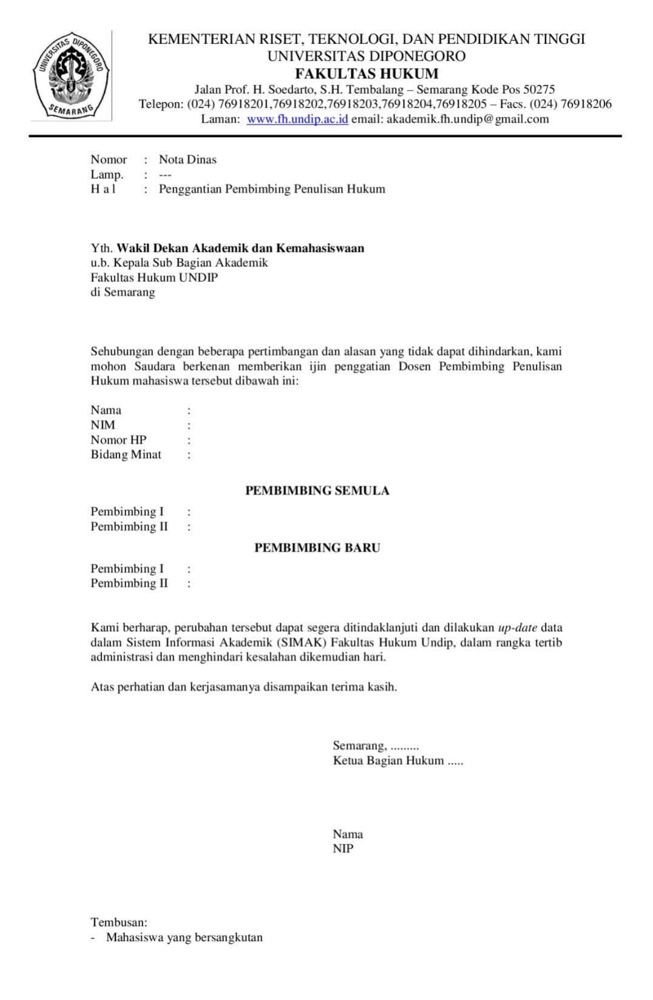 UNIVERSITAS DIPONEGORO
SEMARANG
KEMENTERIAN RISET, TEKNOLOGI, DAN PENDIDIKAN TINGGI
UNIVERSITAS DIPONEGORO
FAKULTAS HUKUM
Jalan Prof. H. Soedarto, S.H. Tembalang – Semarang Kode Pos 50275
Telepon: (024) 76918201,76918202,76918203,76918204,76918205 – Facs. (024) 76918206
Laman: www.fh.undip.ac.id email: akademik.fh.undip@gmail.com
Nomor : Nota Dinas
Lamp. : ---
H a l : Penggantian Pembimbing Penulisan Hukum
Yth. Wakil Dekan Akademik dan Kemahasiswaan
u.b. Kepala Sub Bagian Akademik
Fakultas Hukum UNDIP
di Semarang
Sehubungan dengan beberapa pertimbangan dan alasan yang tidak dapat dihindarkan, kami
mohon Saudara berkenan memberikan ijin penggatian Dosen Pembimbing Penulisan
Hukum mahasiswa tersebut dibawah ini:
Nama :
NIM :
Nomor HP :
Bidang Minat :
PEMBIMBING SEMULA
Pembimbing I :
Pembimbing II :
PEMBIMBING BARU
Pembimbing I :
Pembimbing II :
Kami berharap, perubahan tersebut dapat segera ditindaklanjuti dan dilakukan up-date data
dalam Sistem Informasi Akademik (SIMAK) Fakultas Hukum Undip, dalam rangka tertib
administrasi dan menghindari kesalahan dikemudian hari.
Atas perhatian dan kerjasamanya disampaikan terima kasih.
Semarang, .........
Ketua Bagian Hukum .....
Nama
NIP
Tembusan:
- Mahasiswa yang bersangkutan